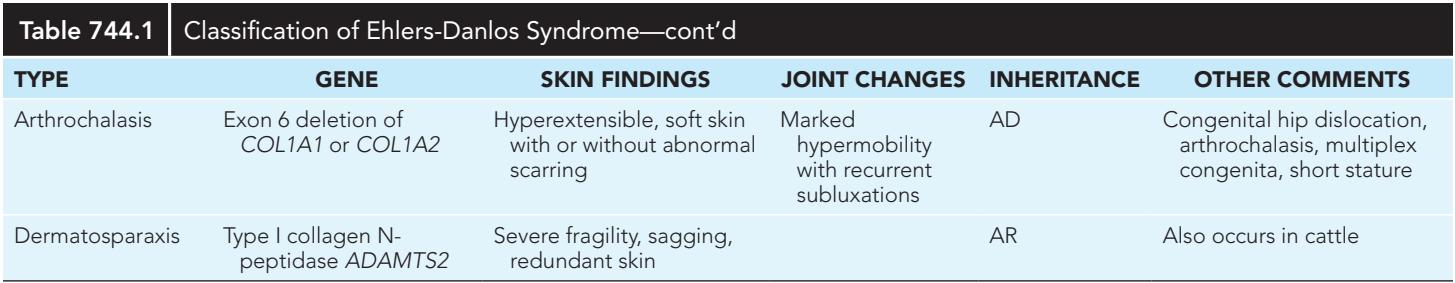 Table 744.1 Classification of Ehlers-Danlos Syndrome—cont'd
TYPE GENE SKIN FINDINGS JOINT CHANGES INHERITANCE OTHER COMMENTS
Arthrochalasis Exon 6 deletion of Hyperextensible, soft skin Marked AD Congenital hip dislocation,
COL1A1 or COL1A2 with or without abnormal hypermobility arthrochalasis, multiplex
scarring with recurrent congenita, short stature
subluxations
Dermatosparaxis Type I collagen N- Severe fragility, sagging, AR Also occurs in cattle
peptidase ADAMTS2 redundant skin